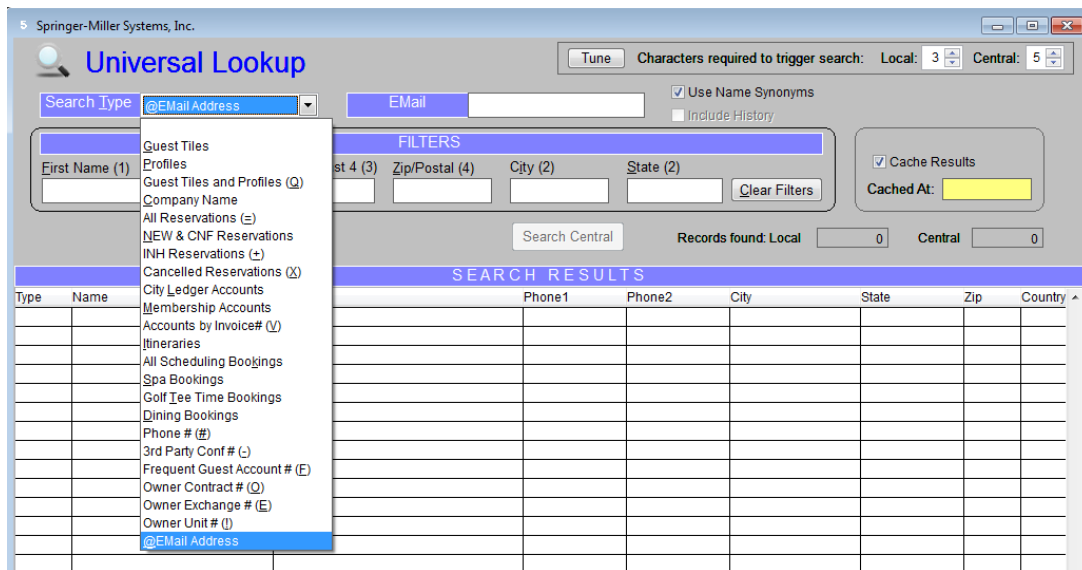 5 Springer-Miller Systems, Inc.
Universal Lookup
Tune Characters required to trigger search: Local: 3 Central: 5
Search Type @EMail Address EMail
Use Name Synonyms
Include History
FILTERS
First Name (1) st 4 (3) Zip/Postal (4) City (2) State (2)
Clear Filters
Cache Results
Cached At:
Guest Tiles
Profiles
Guest Tiles and Profiles (Q)
Company Name
All Reservations (=)
NEW & CNF Reservations
INH Reservations (+)
Cancelled Reservations (X)
City Ledger Accounts
Membership Accounts
Accounts by Invoice# (V)
Itineraries
All Scheduling Bookings
Spa Bookings
Golf Tee Time Bookings
Dining Bookings
Phone # (#)
3rd Party Conf # (-)
Frequent Guest Account # (F)
Owner Contract # (O)
Owner Exchange # (E)
Owner Unit # (!)
@EMail Address
Search Central Records found: Local 0 Central 0
SEARCH RESULTS
Type Name Phone1 Phone2 City State Zip Country